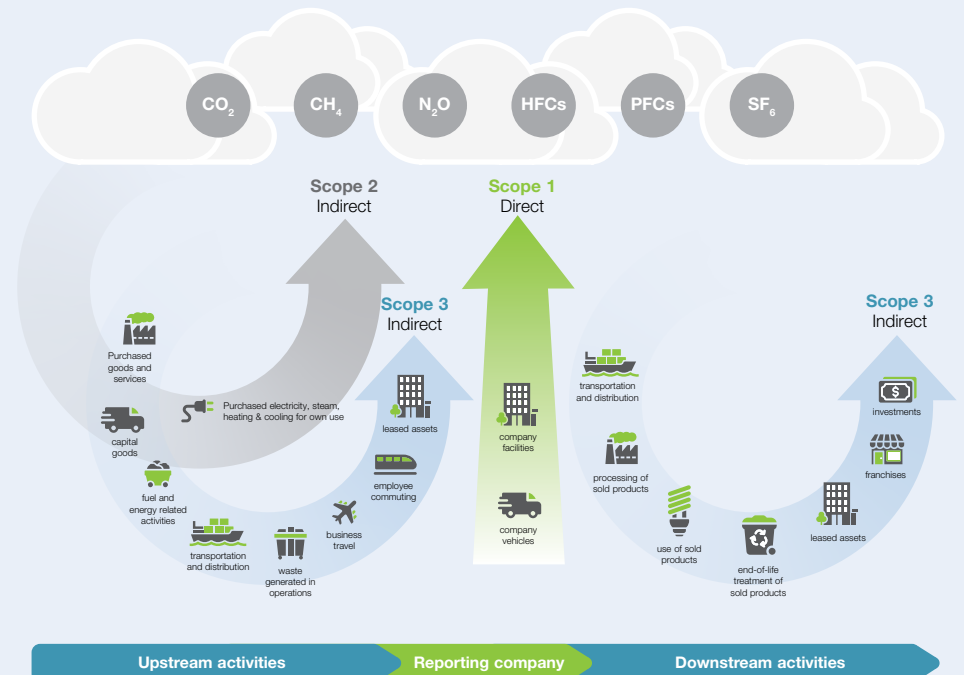 CO₂
CH₄
N₂O
HFCs
PFCs
SF₆
Scope 2
Indirect
Scope 1
Direct
Scope 3
Indirect
Scope 3
Indirect
Purchased
goods and
services
capital
goods
fuel and
energy related
activities
transportation
and distribution
waste
generated in
operations
business
travel
employee
commuting
leased assets
Purchased electricity, steam,
heating & cooling for own use
company
facilities
company
vehicles
transportation
and distribution
processing of
sold products
use of sold
products
end-of-life
treatment of
sold products
leased assets
franchises
$
investments
Upstream activities
Reporting company
Downstream activities